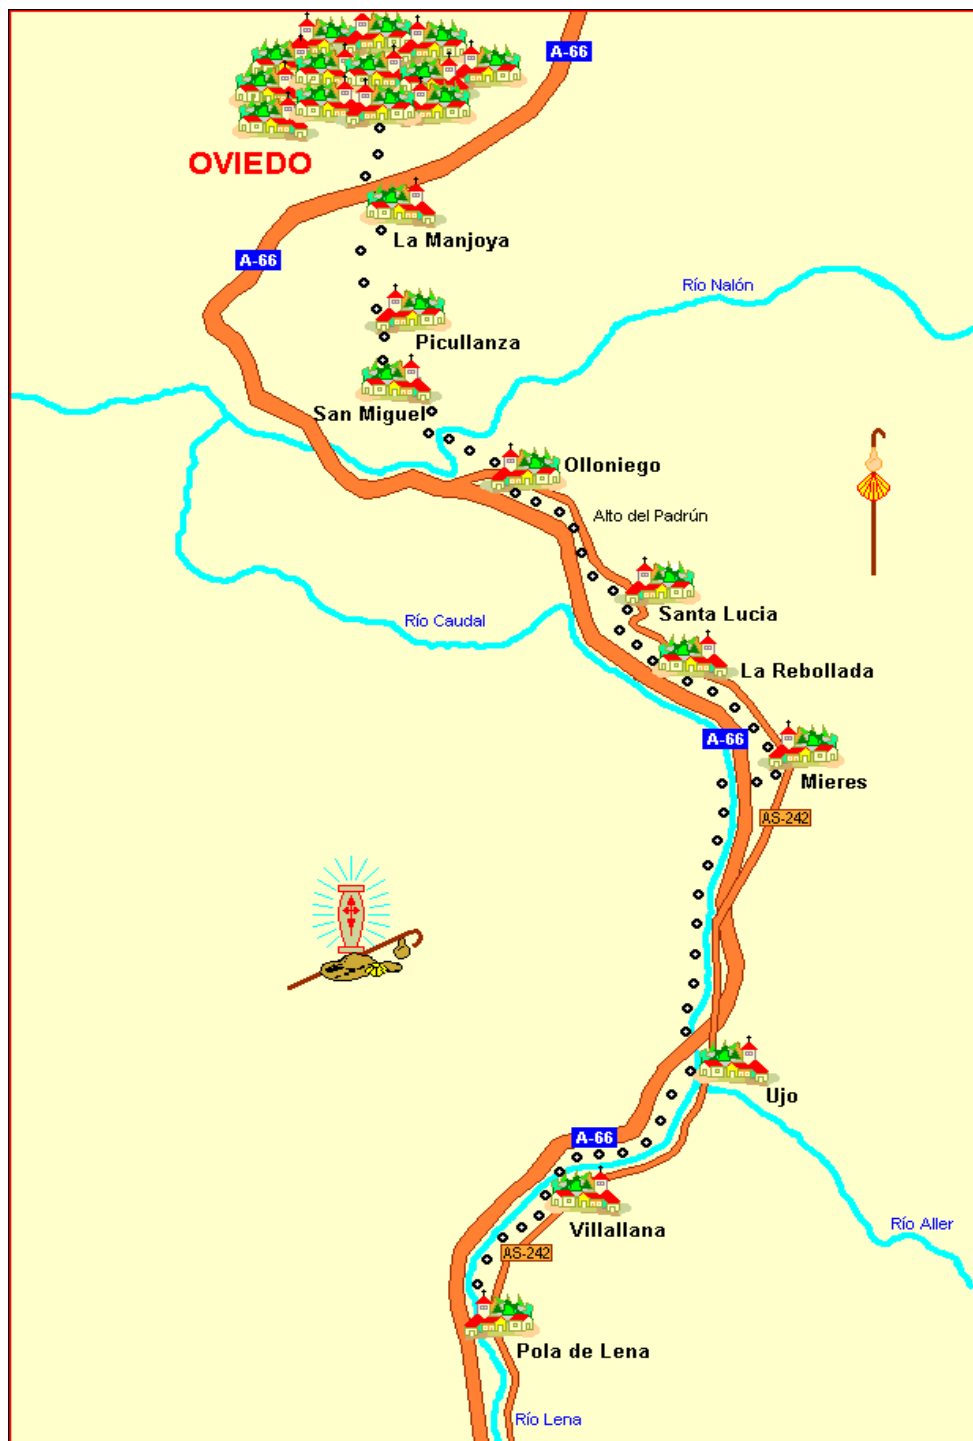 A-66
OVIEDO
La Manjoya
A-66
Río Nalón
Picullanza
San Miguel
Olloniego
Alto del Padrún
Santa Lucia
Río Caudal
La Rebollada
A-66
Mieres
AS-242
Ujo
A-66
Río Aller
Villallana
AS-242
Pola de Lena
Río Lena